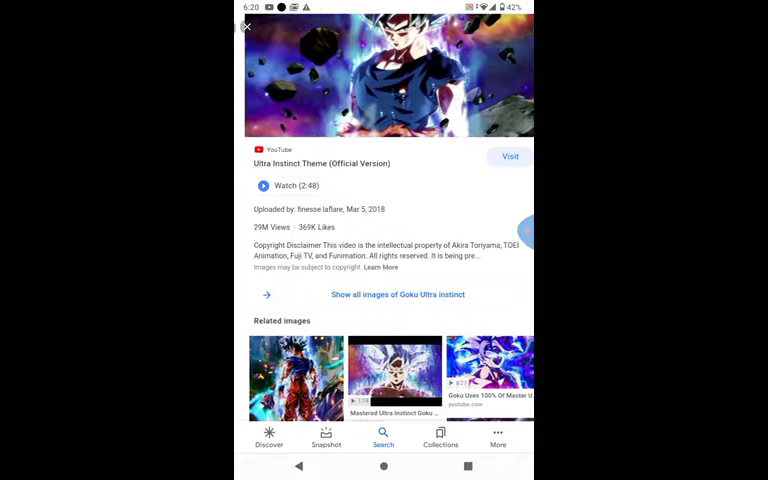 6:20
42%
YouTube
Ultra Instinct Theme (Official Version)
Visit
Watch (2:48)
Uploaded by: finesse laflare, Mar 5, 2018
29M Views · 369K Likes
Copyright Disclaimer This video is the intellectual property of Akira Toriyama, TOEI
Animation, Fuji TV, and Funimation. All rights reserved. It is being pre...
Images may be subject to copyright. Learn More
Show all images of Goku Ultra instinct
Related images
8:23
Mastered Ultra Instinct Goku ...
Goku Uses 100% Of Master U...
youtube.com
Discover
Snapshot
Search
Collections
More